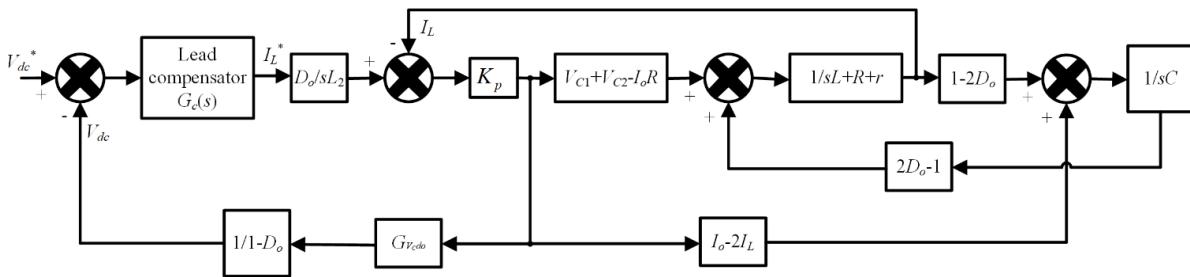 I_L
V_dc*
+
-
V_dc
Lead
compensator
G_c(s)
I_L*
D_o/sL_2
+
-
K_p
V_C1+V_C2-I_oR
+
+
1/sL+R+r
1-2D_o
+
+
1/sC
2D_o-1
1/1-D_o
G_Vcdo
I_o-2I_L